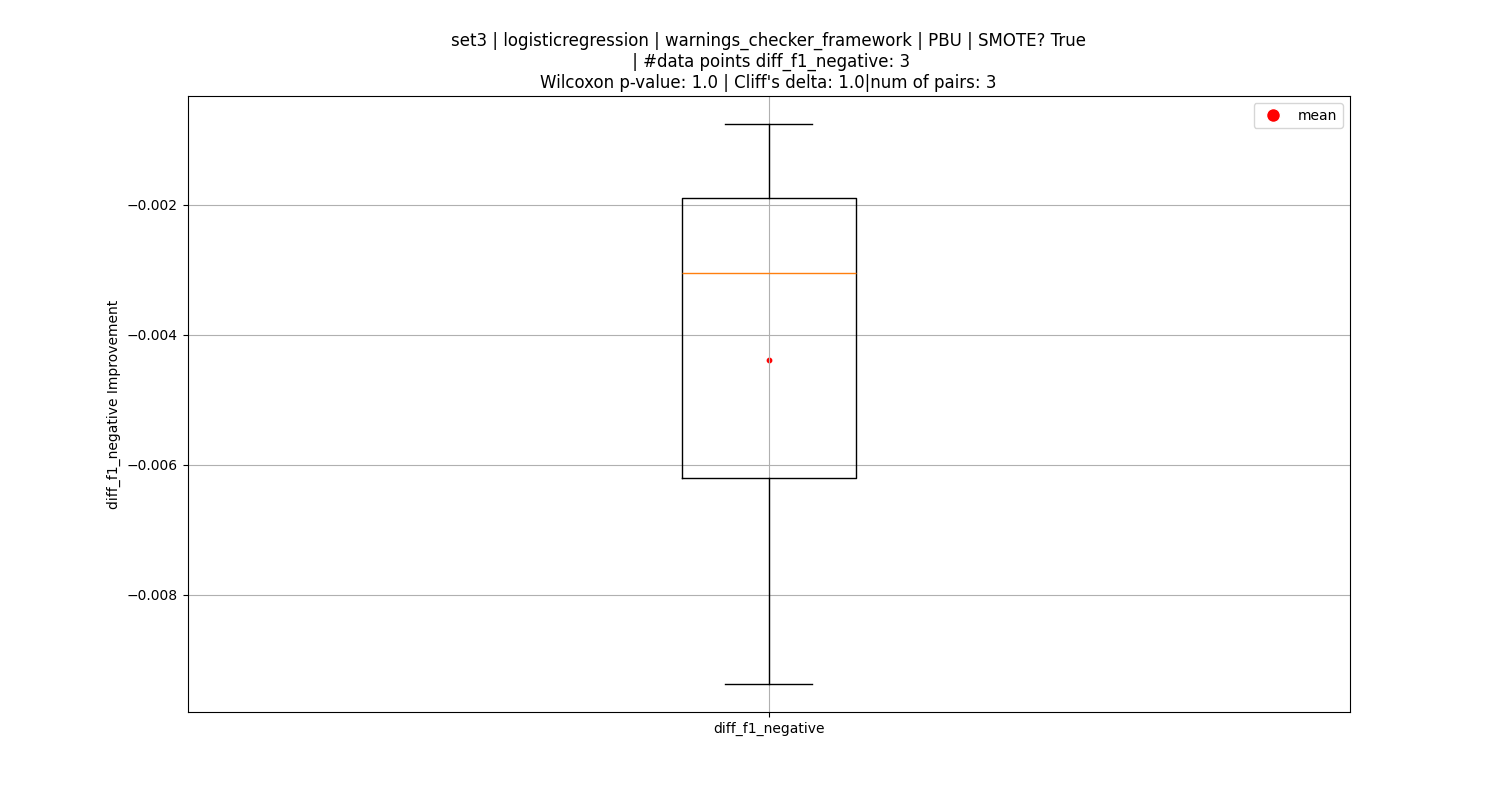 set3 | logisticregression | warnings_checker_framework | PBU | SMOTE? True
| #data points diff_f1_negative: 3
Wilcoxon p-value: 1.0 | Cliff's delta: 1.0|num of pairs: 3
mean
−0.002
−0.004
−0.006
−0.008
diff_f1_negative Improvement
diff_f1_negative